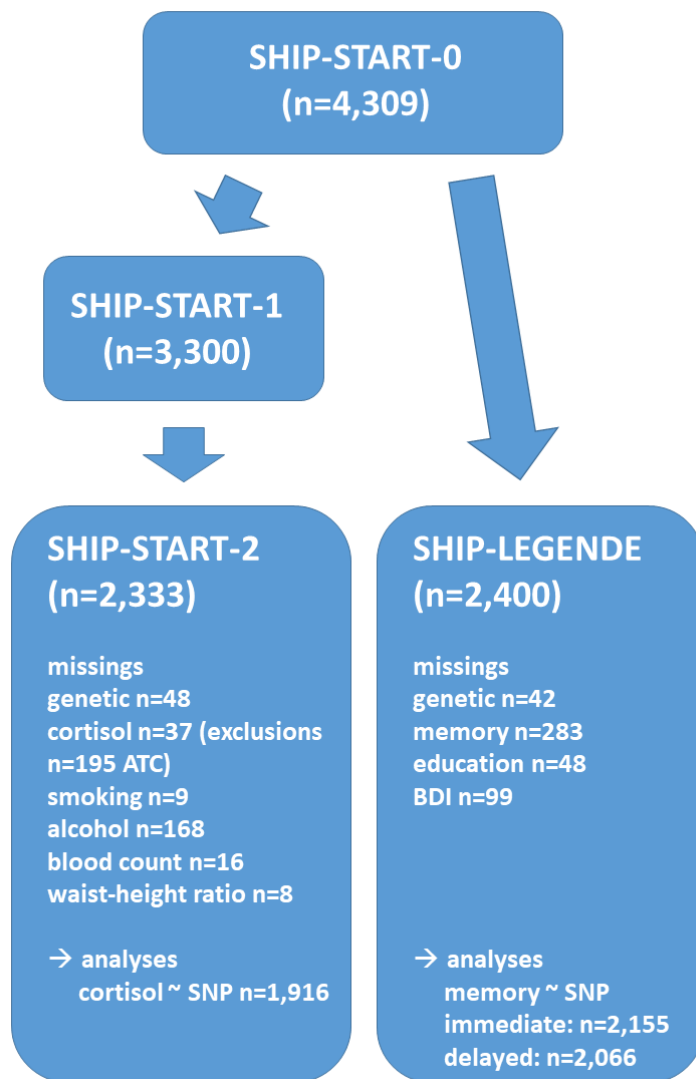 SHIP-START-0
(n=4,309)
SHIP-START-1
(n=3,300)
SHIP-START-2
(n=2,333)
missings
genetic n=48
cortisol n=37 (exclusions
n=195 ATC)
smoking n=9
alcohol n=168
blood count n=16
waist-height ratio n=8
→ analyses
cortisol ~ SNP n=1,916
SHIP-LEGENDE
(n=2,400)
missings
genetic n=42
memory n=283
education n=48
BDI n=99
→ analyses
memory ~ SNP
immediate: n=2,155
delayed: n=2,066